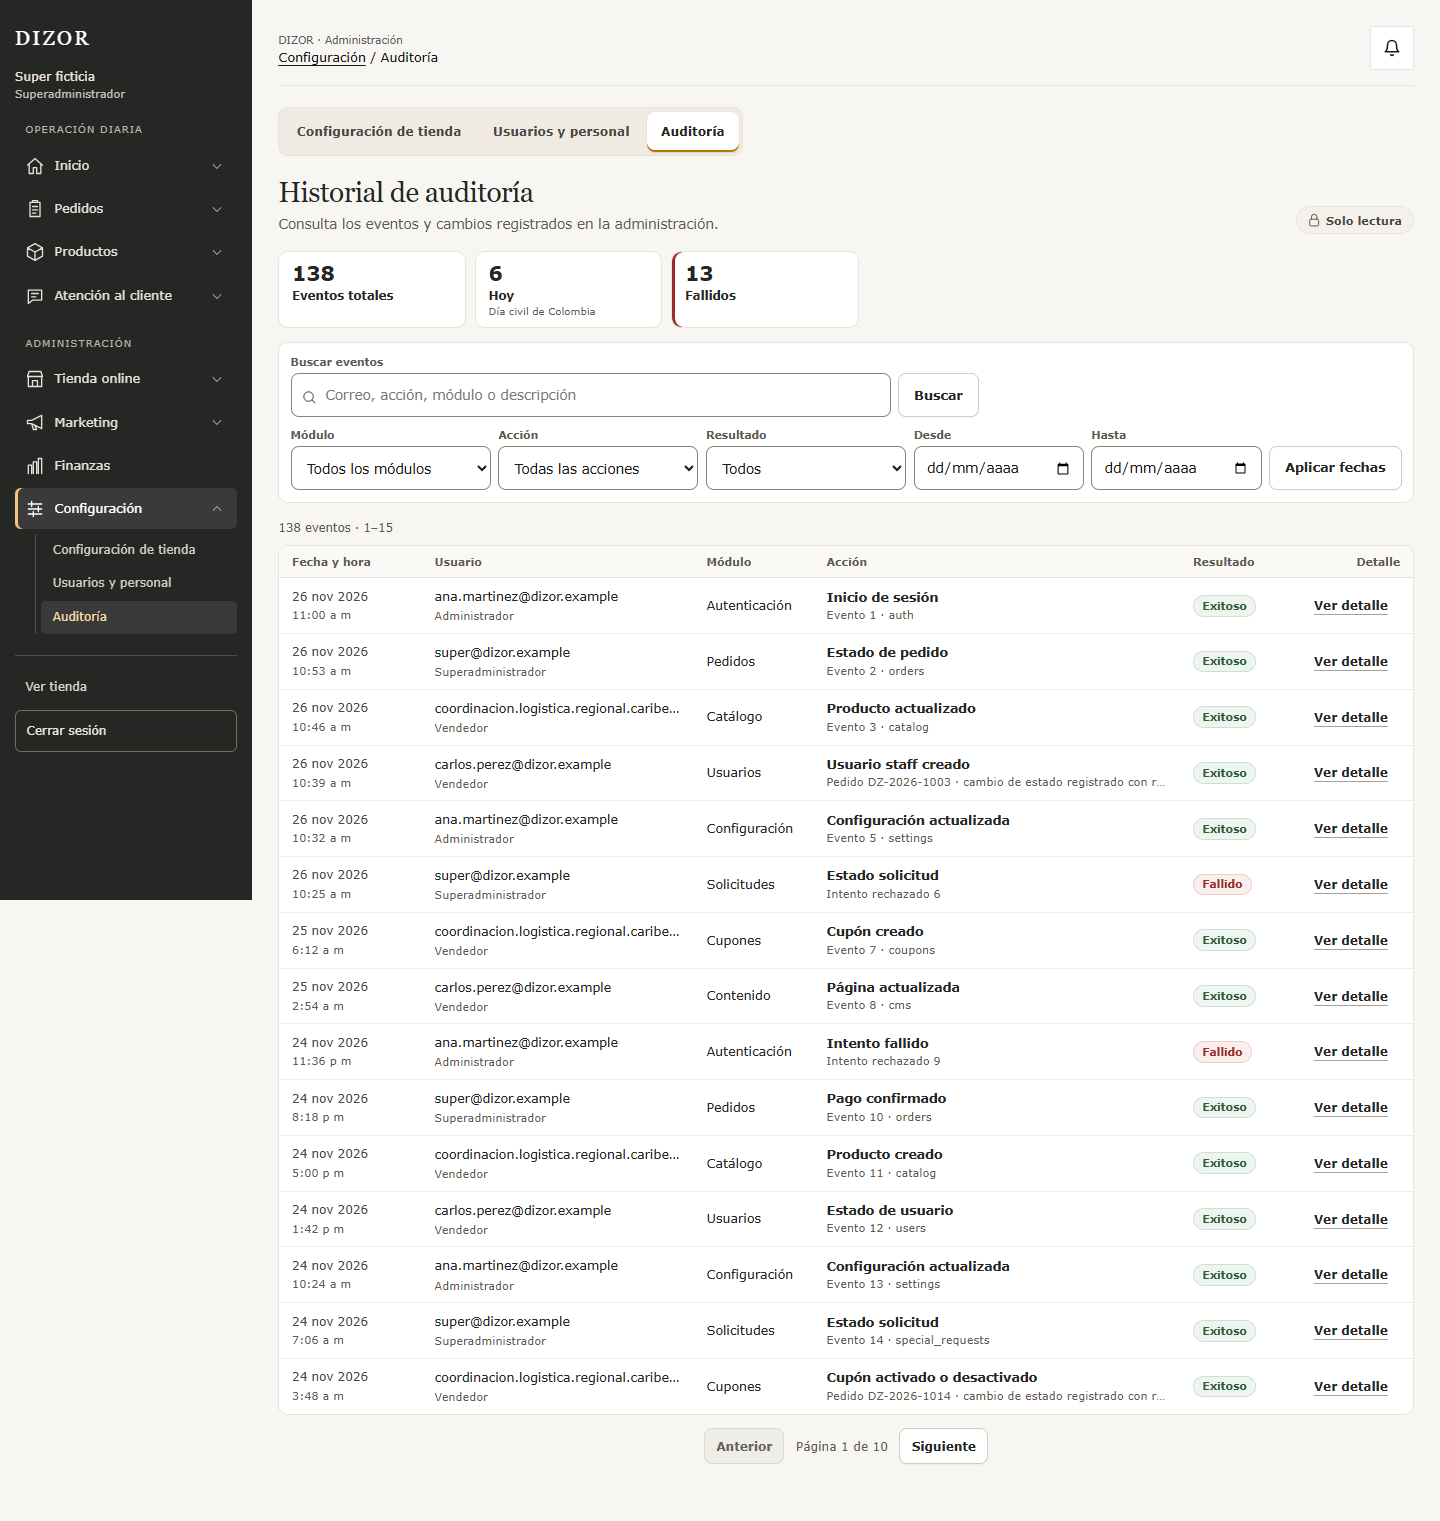 DIZOR
Super ficticia
Superadministrador
OPERACIÓN DIARIA
Inicio
Pedidos
Productos
Atención al cliente
ADMINISTRACIÓN
Tienda online
Marketing
Finanzas
Configuración
Configuración de tienda
Usuarios y personal
Auditoría
Ver tienda
Cerrar sesión
DIZOR · Administración
Configuración / Auditoría
Configuración de tienda Usuarios y personal Auditoría
Historial de auditoría
Consulta los eventos y cambios registrados en la administración.
Solo lectura
138
Eventos totales
6
Hoy
Día civil de Colombia
13
Fallidos
Buscar eventos
Correo, acción, módulo o descripción
Buscar
Módulo Acción Resultado Desde Hasta
Todos los módulos Todas las acciones Todos dd/mm/aaaa dd/mm/aaaa Aplicar fechas
138 eventos · 1–15
Fecha y hora Usuario Módulo Acción Resultado Detalle
26 nov 2026 ana.martinez@dizor.example Autenticación Inicio de sesión Exitoso Ver detalle
11:00 a m Administrador Evento 1 · auth
26 nov 2026 super@dizor.example Pedidos Estado de pedido Exitoso Ver detalle
10:53 a m Superadministrador Evento 2 · orders
26 nov 2026 coordinacion.logistica.regional.caribe... Catálogo Producto actualizado Exitoso Ver detalle
10:46 a m Vendedor Evento 3 · catalog
26 nov 2026 carlos.perez@dizor.example Usuarios Usuario staff creado Exitoso Ver detalle
10:39 a m Vendedor Pedido DZ-2026-1003 · cambio de estado registrado con r...
26 nov 2026 ana.martinez@dizor.example Configuración Configuración actualizada Exitoso Ver detalle
10:32 a m Administrador Evento 5 · settings
26 nov 2026 super@dizor.example Solicitudes Estado solicitud Fallido Ver detalle
10:25 a m Superadministrador Intento rechazado 6
25 nov 2026 coordinacion.logistica.regional.caribe... Cupones Cupón creado Exitoso Ver detalle
6:12 a m Vendedor Evento 7 · coupons
25 nov 2026 carlos.perez@dizor.example Contenido Página actualizada Exitoso Ver detalle
2:54 a m Vendedor Evento 8 · cms
24 nov 2026 ana.martinez@dizor.example Autenticación Intento fallido Fallido Ver detalle
11:36 p m Administrador Intento rechazado 9
24 nov 2026 super@dizor.example Pedidos Pago confirmado Exitoso Ver detalle
8:18 p m Superadministrador Evento 10 · orders
24 nov 2026 coordinacion.logistica.regional.caribe... Catálogo Producto creado Exitoso Ver detalle
5:00 p m Vendedor Evento 11 · catalog
24 nov 2026 carlos.perez@dizor.example Usuarios Estado de usuario Exitoso Ver detalle
1:42 p m Vendedor Evento 12 · users
24 nov 2026 ana.martinez@dizor.example Configuración Configuración actualizada Exitoso Ver detalle
10:24 a m Administrador Evento 13 · settings
24 nov 2026 super@dizor.example Solicitudes Estado solicitud Exitoso Ver detalle
7:06 a m Superadministrador Evento 14 · special_requests
24 nov 2026 coordinacion.logistica.regional.caribe... Cupones Cupón activado o desactivado Exitoso Ver detalle
3:48 a m Vendedor Pedido DZ-2026-1014 · cambio de estado registrado con r...
Anterior Página 1 de 10 Siguiente